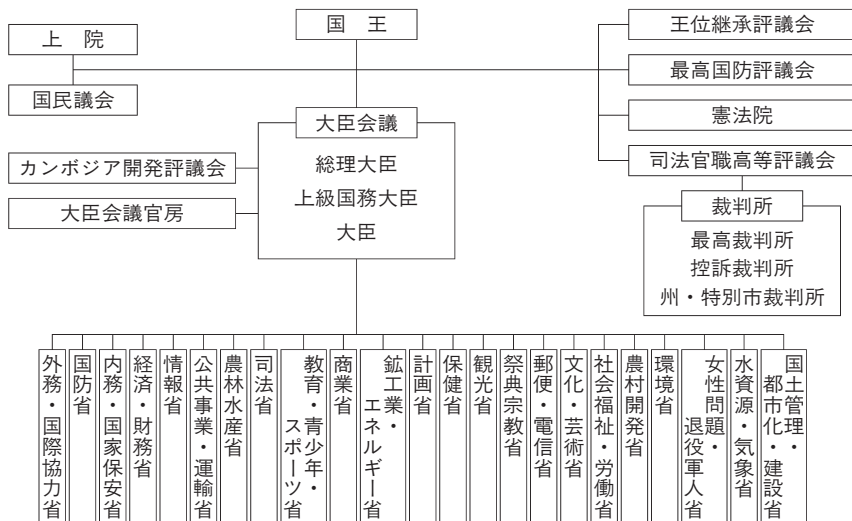 国　王
上　院
国民議会
王位継承評議会
最高国防評議会
憲法院
司法官職高等評議会
大臣会議
総理大臣
上級国務大臣
大臣
カンボジア開発評議会
大臣会議官房
裁判所
最高裁判所
控訴裁判所
州・特別市裁判所
外務・国際協力省
国防省
内務・国家保安省
経済・財務省
情報省
公共事業・運輸省
農林水産省
司法省
教育・青少年・
スポーツ省
商業省
鉱工業・
エネルギー省
計画省
保健省
観光省
祭典宗教省
郵便・電信省
文化・芸術省
社会福祉・労働省
農村開発省
環境省
女性問題・
退役軍人省
水資源・気象省
国土管理・
都市化・建設省